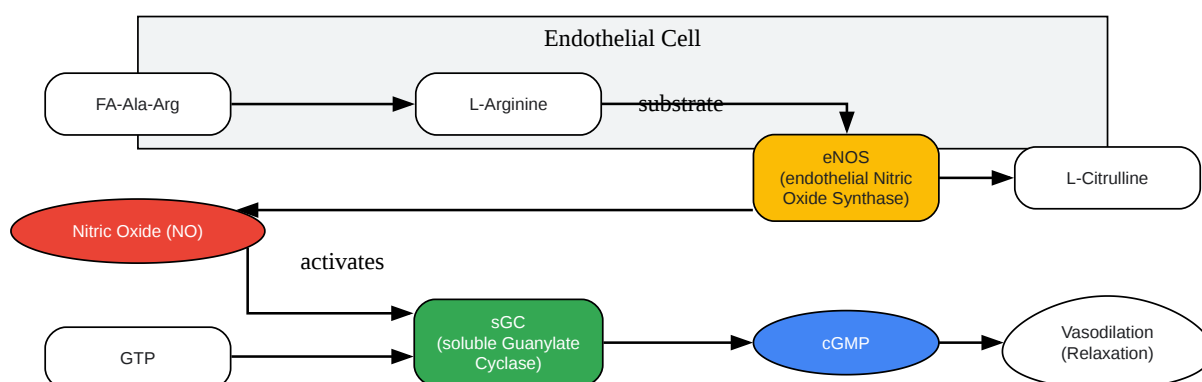 Endothelial Cell
FA-Ala-Arg
L-Arginine
substrate
eNOS
(endothelial Nitric
Oxide Synthase)
L-Citrulline
Nitric Oxide (NO)
activates
GTP
sGC
(soluble Guanylate
Cyclase)
cGMP
Vasodilation
(Relaxation)